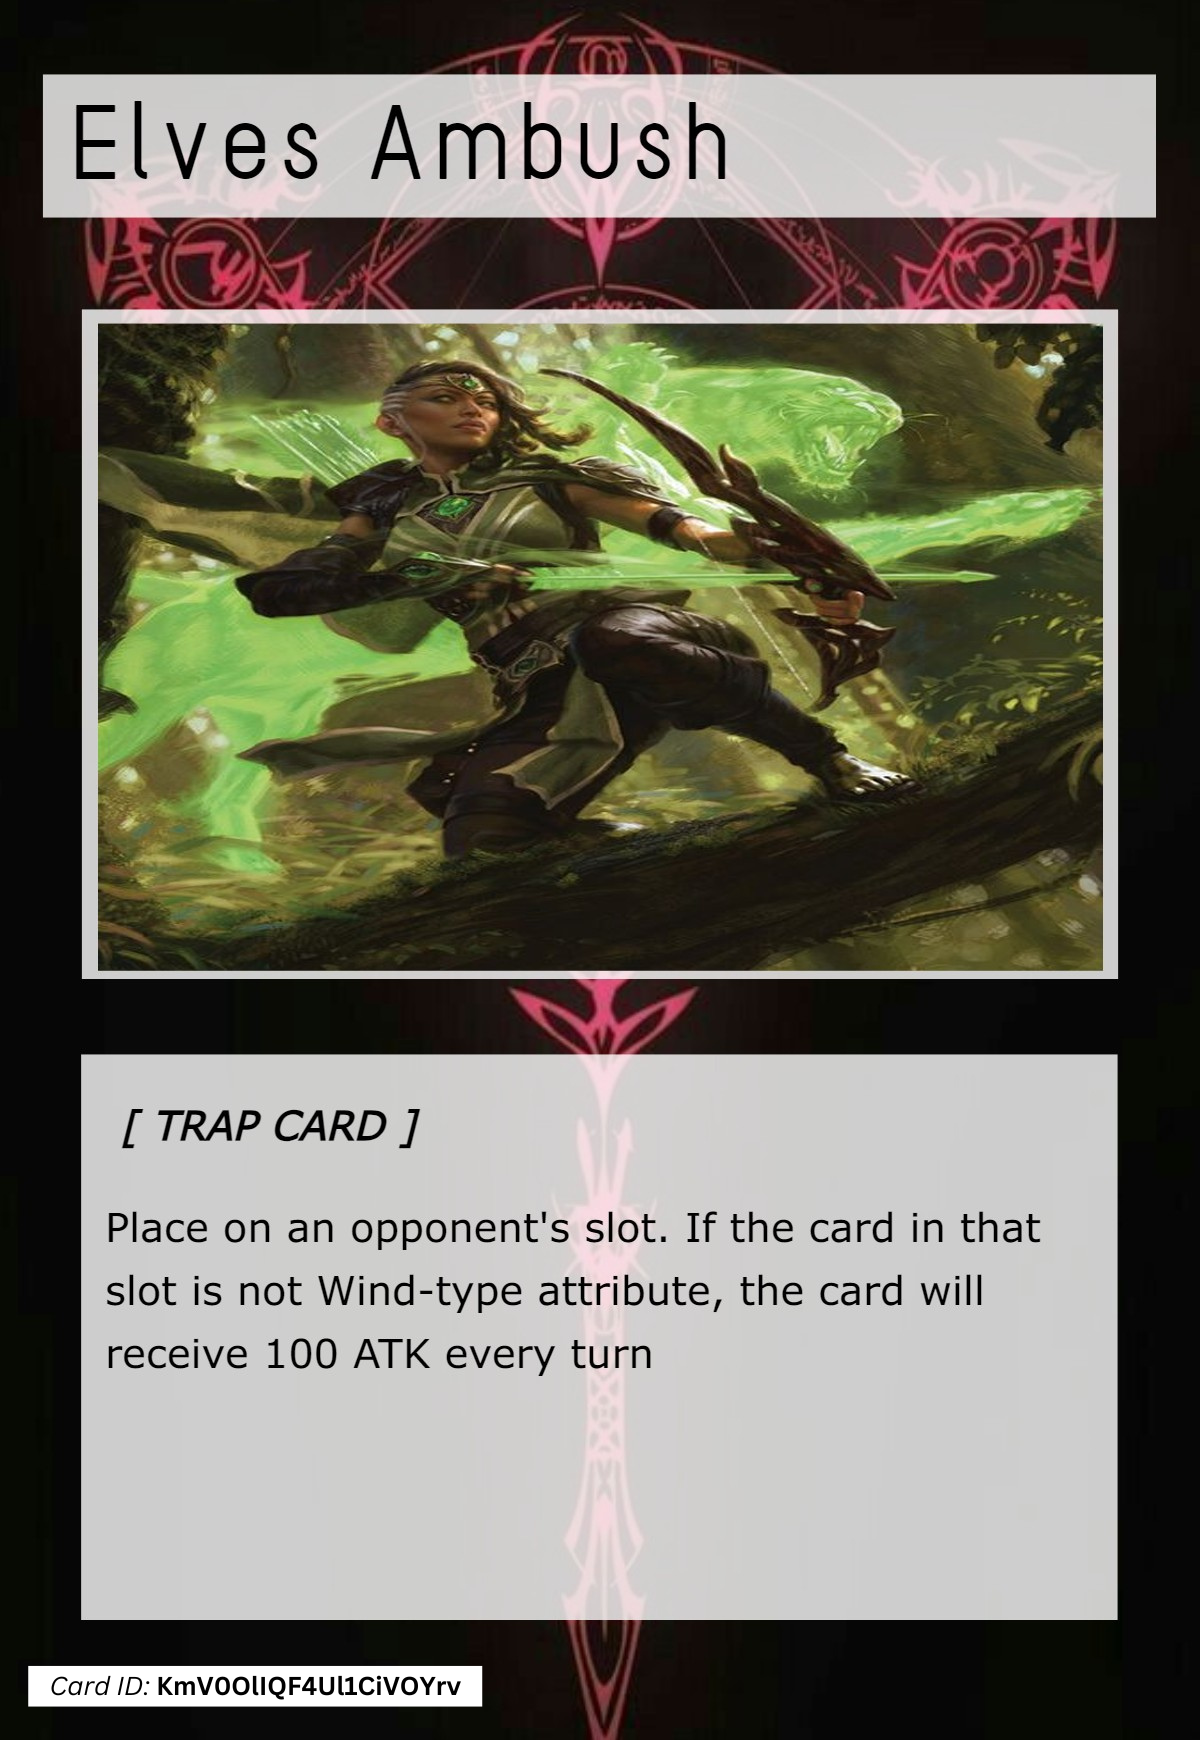 Elves Ambush
[ TRAP CARD ]
Place on an opponent's slot. If the card in that
slot is not Wind-type attribute, the card will
receive 100 ATK every turn
Card ID: KmV0OlIQF4Ul1CiVOYrv